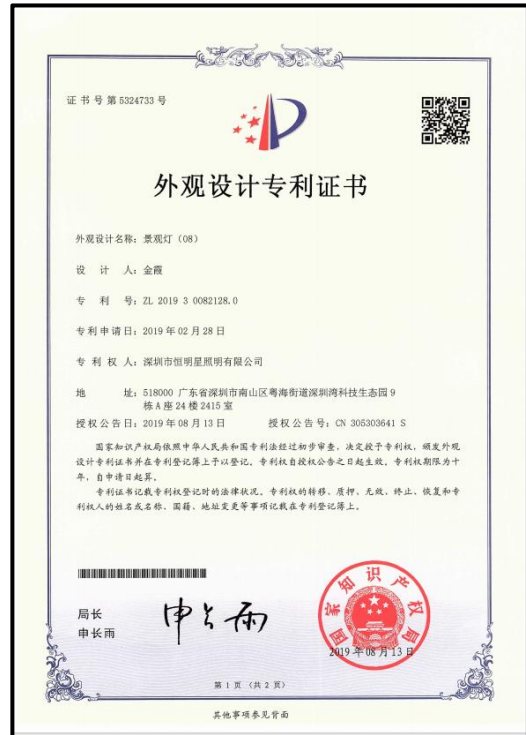 证书号第5324733号
外观设计专利证书
外观设计名称：景观灯（08）
设 计 人：金霞
专 利 号：ZL 2019 3 0082128.0
专利申请日：2019年02月28日
专 利 权 人：深圳市恒明星照明有限公司
地 址：518000 广东省深圳市南山区粤海街道深圳湾科技生态园9
栋A座24楼2415室
授权公告日：2019年08月13日 授权公告号：CN 305303641 S
国家知识产权局依照中华人民共和国专利法经过初步审查，决定授予专利权，颁发外观
设计专利证书并在专利登记簿上予以登记。专利权自授权公告之日起生效。专利权期限为十
年，自申请日起算。
专利证书记载专利权登记时的法律状况。专利权的转移、质押、无效、终止、恢复和专
利权人的姓名或名称、国籍、地址变更等事项记载在专利登记簿上。
局长
申长雨
申长雨
国家知识产权局
2019年08月13日
第 1 页 （共 2 页）
其他事项参见背面